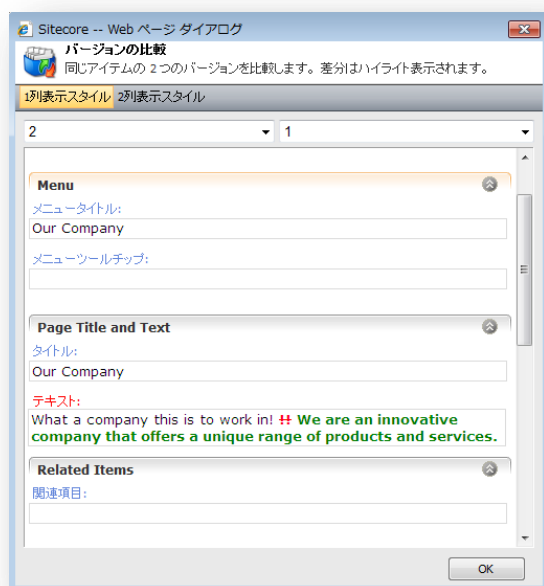 Sitecore -- Web ページ ダイアログ
バージョンの比較
同じアイテムの 2 つのバージョンを比較します。差分はハイライト表示されます。
1列表示スタイル 2列表示スタイル
2 1
Menu
メニュータイトル:
Our Company
メニューツールチップ:
Page Title and Text
タイトル:
Our Company
テキスト:
What a company this is to work in! !! We are an innovative
company that offers a unique range of products and services.
Related Items
関連項目:
OK